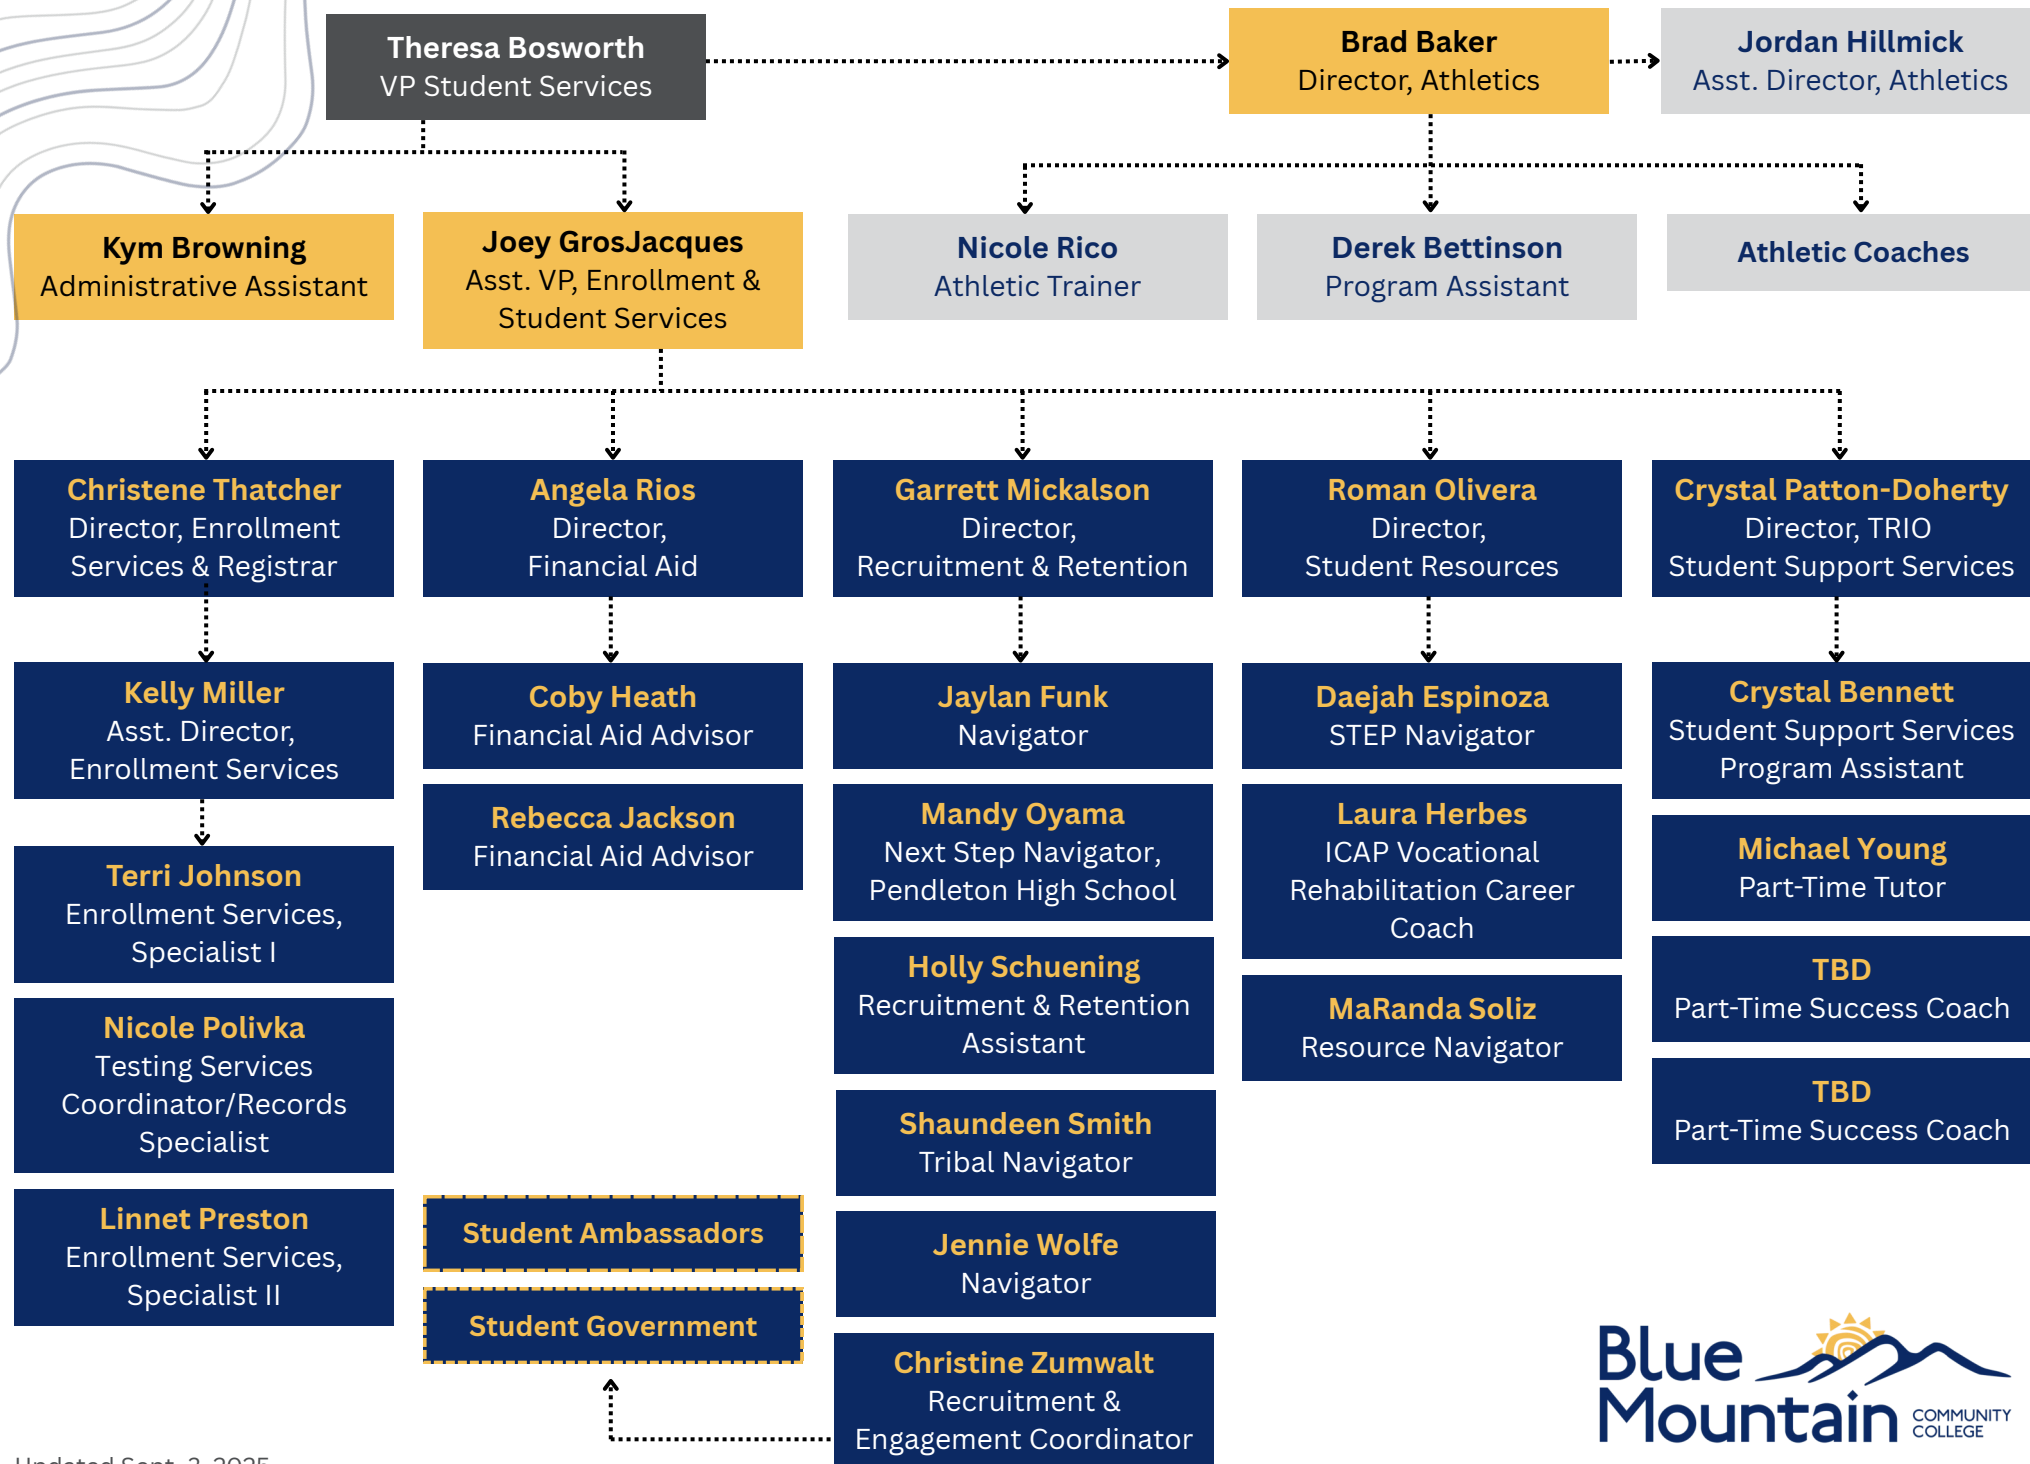 Theresa Bosworth
VP Student Services
Brad Baker
Director, Athletics
Jordan Hillmick
Asst. Director, Athletics
Kym Browning
Administrative Assistant
Joey GrosJacques
Asst. VP, Enrollment &
Student Services
Nicole Rico
Athletic Trainer
Derek Bettinson
Program Assistant
Athletic Coaches
Christene Thatcher
Director, Enrollment
Services & Registrar
Angela Rios
Director,
Financial Aid
Garrett Mickalson
Director,
Recruitment & Retention
Roman Olivera
Director,
Student Resources
Crystal Patton-Doherty
Director, TRIO
Student Support Services
Kelly Miller
Asst. Director,
Enrollment Services
Terri Johnson
Enrollment Services,
Specialist I
Nicole Polivka
Testing Services
Coordinator/Records
Specialist
Linnet Preston
Enrollment Services,
Specialist II
Coby Heath
Financial Aid Advisor
Rebecca Jackson
Financial Aid Advisor
Student Ambassadors
Student Government
Jaylan Funk
Navigator
Mandy Oyama
Next Step Navigator,
Pendleton High School
Holly Schuening
Recruitment & Retention
Assistant
Shaundeen Smith
Tribal Navigator
Jennie Wolfe
Navigator
Christine Zumwalt
Recruitment &
Engagement Coordinator
Daejah Espinoza
STEP Navigator
Laura Herbes
ICAP Vocational
Rehabilitation Career
Coach
MaRanda Soliz
Resource Navigator
Crystal Bennett
Student Support Services
Program Assistant
Michael Young
Part-Time Tutor
TBD
Part-Time Success Coach
TBD
Part-Time Success Coach
Blue
Mountain
COMMUNITY
COLLEGE
Updated Sept. 2025